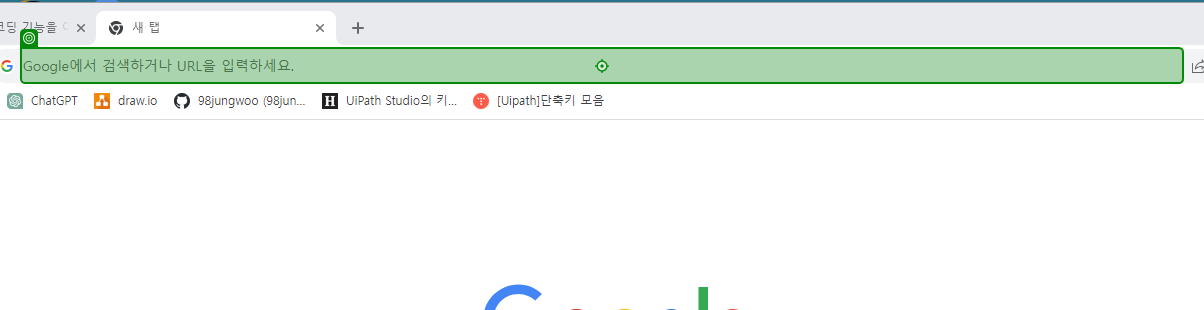 코딩 기능을
새 탭
Google에서 검색하거나 URL을 입력하세요.
ChatGPT draw.io 98jungwoo (98jun... UiPath Studio의 키... [Uipath]단축키 모음
Google